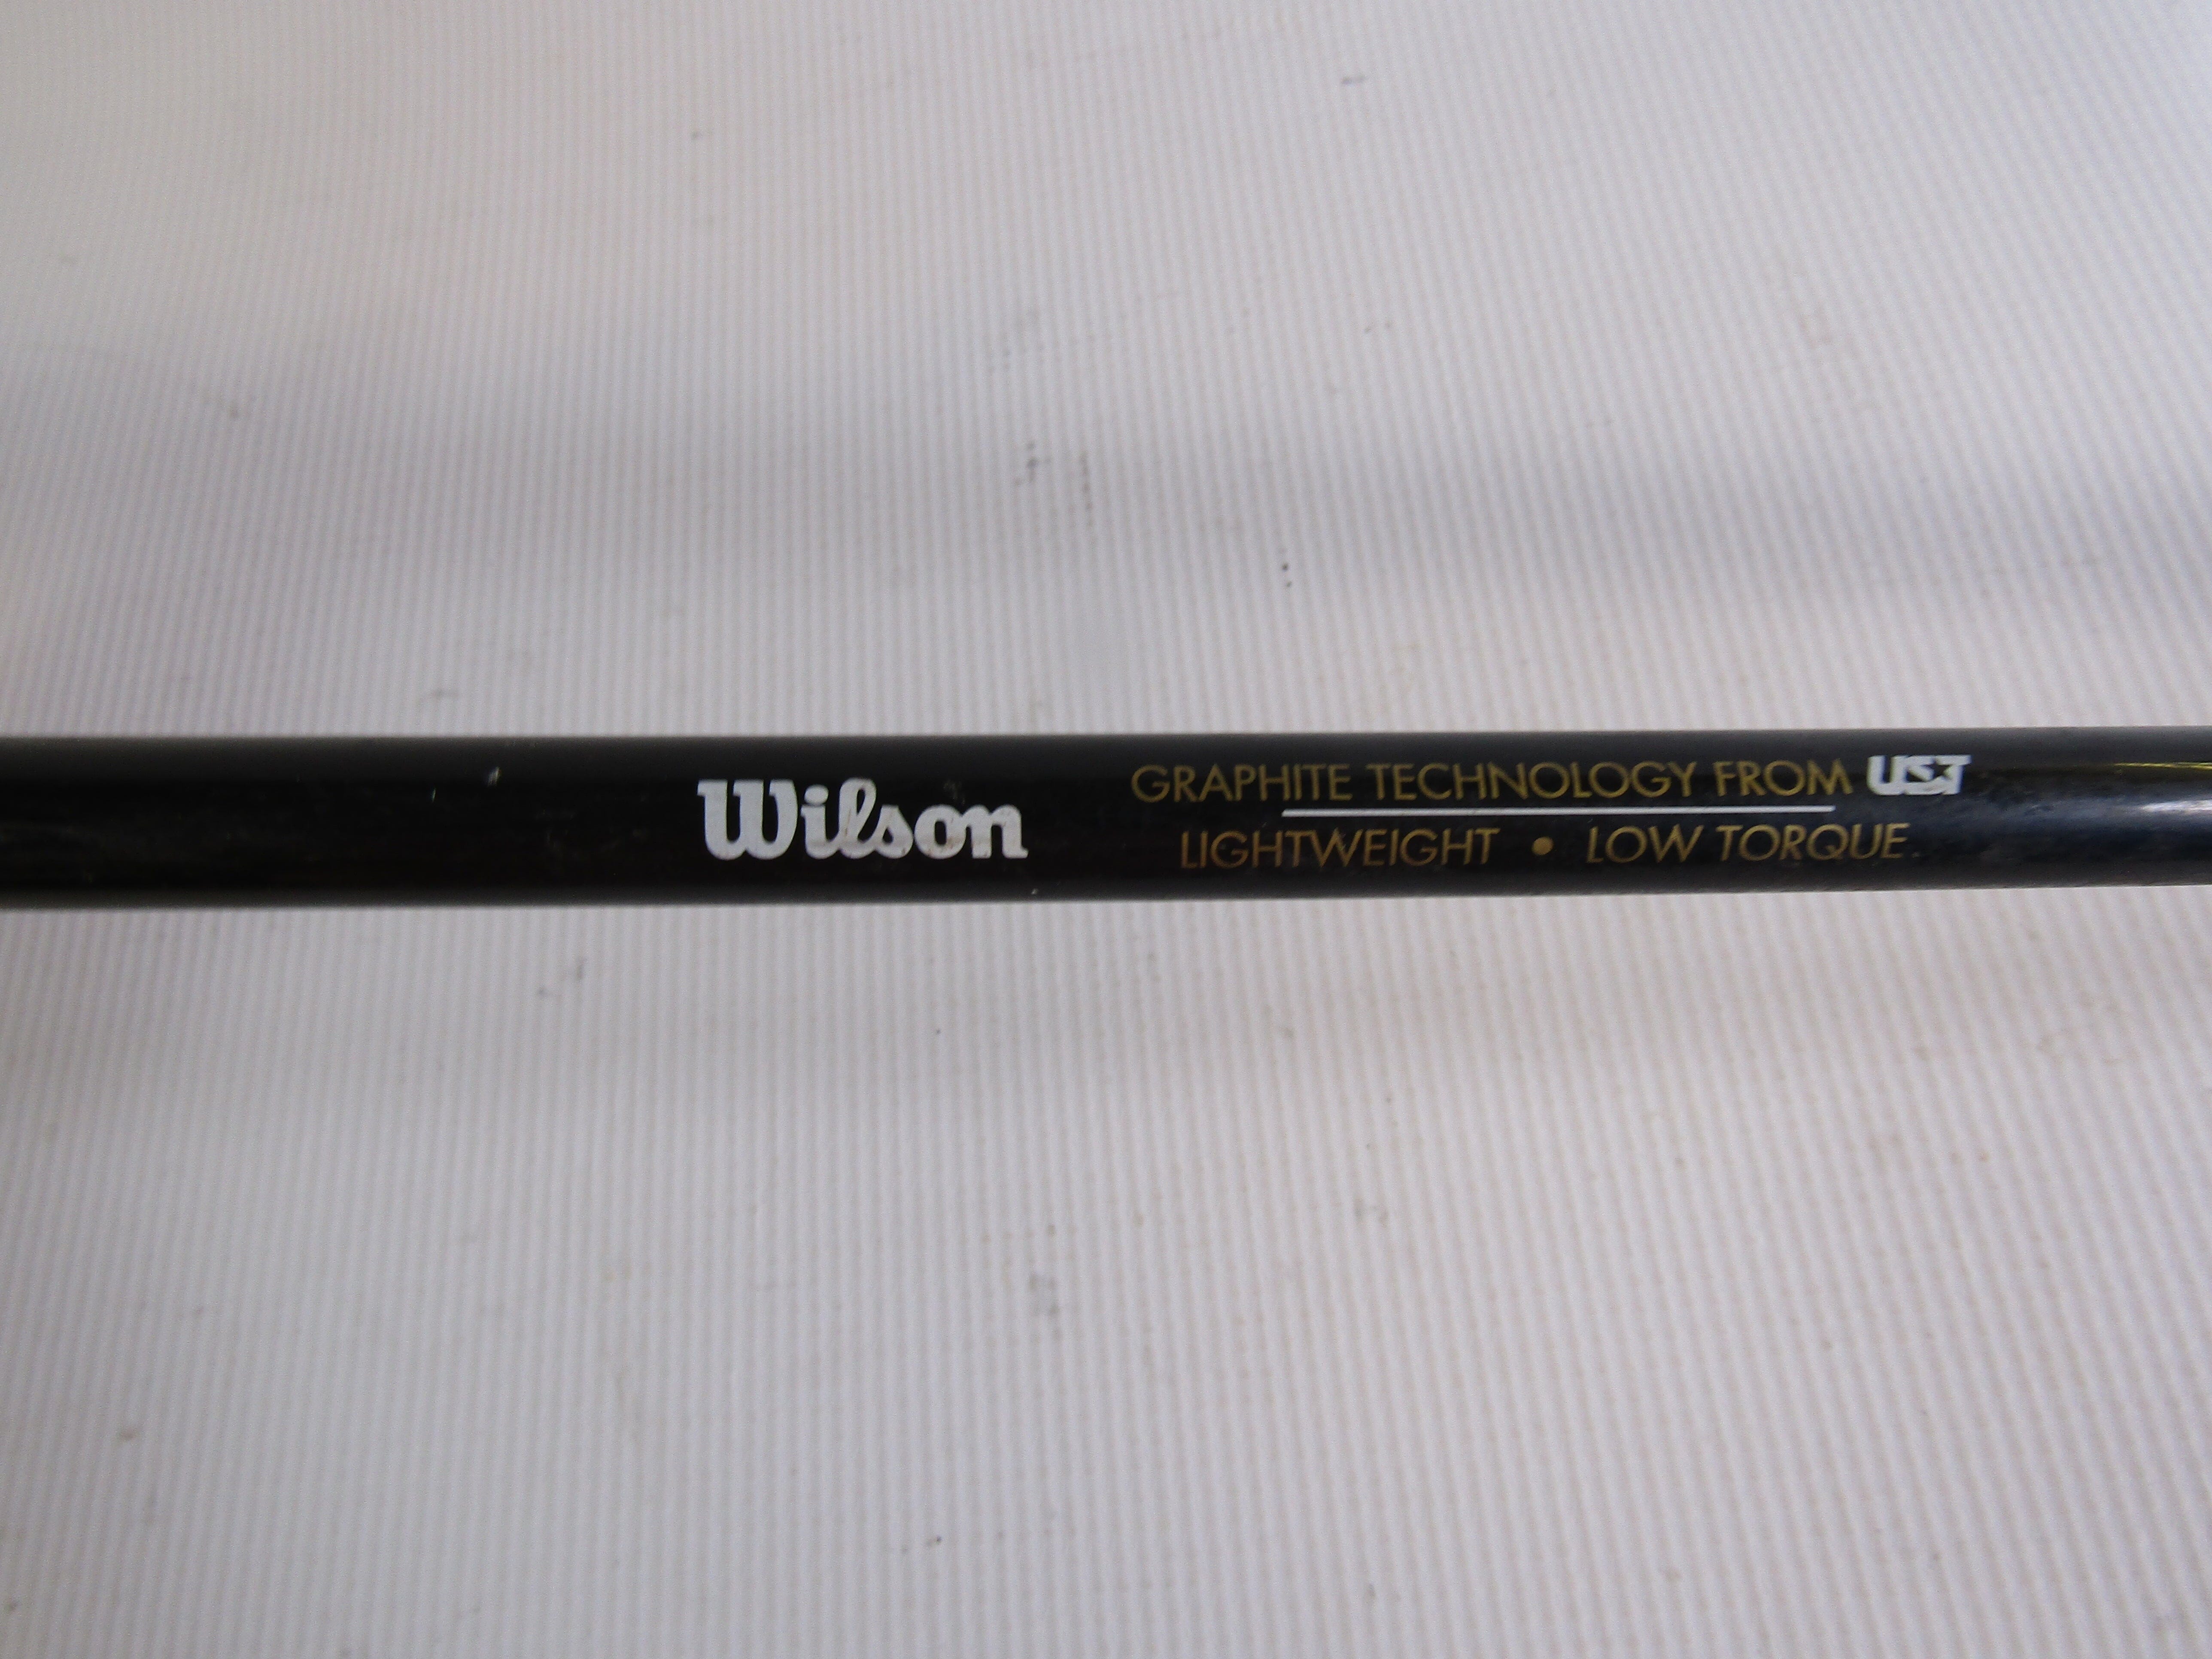 Wilson
GRAPHITE TECHNOLOGY FROM UST
LIGHTWEIGHT • LOW TORQUE